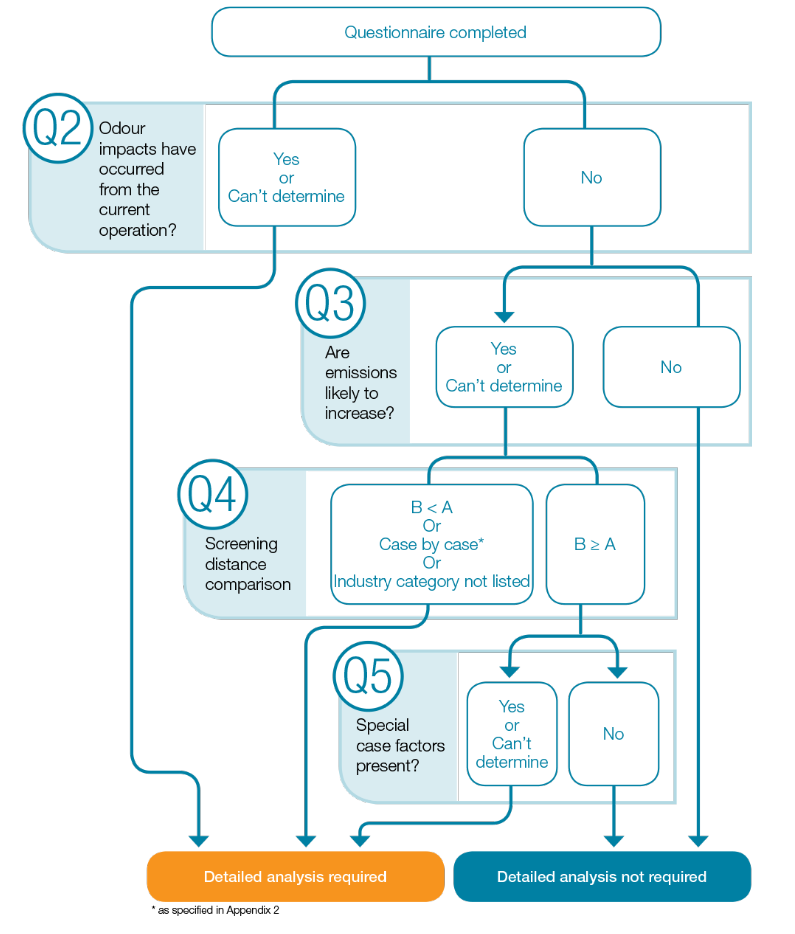 Questionnaire completed
Q2
Odour
impacts have
occurred
from the
current
operation?
Yes
or
Can't determine
No
Q3
Are
emissions
likely to
increase?
Yes
or
Can't determine
No
Q4
Screening
distance
comparison
B < A
Or
Case by case*
Or
Industry category not listed
B ≥ A
Q5
Special
case factors
present?
Yes
or
Can't
determine
No
Detailed analysis required
Detailed analysis not required
* as specified in Appendix 2